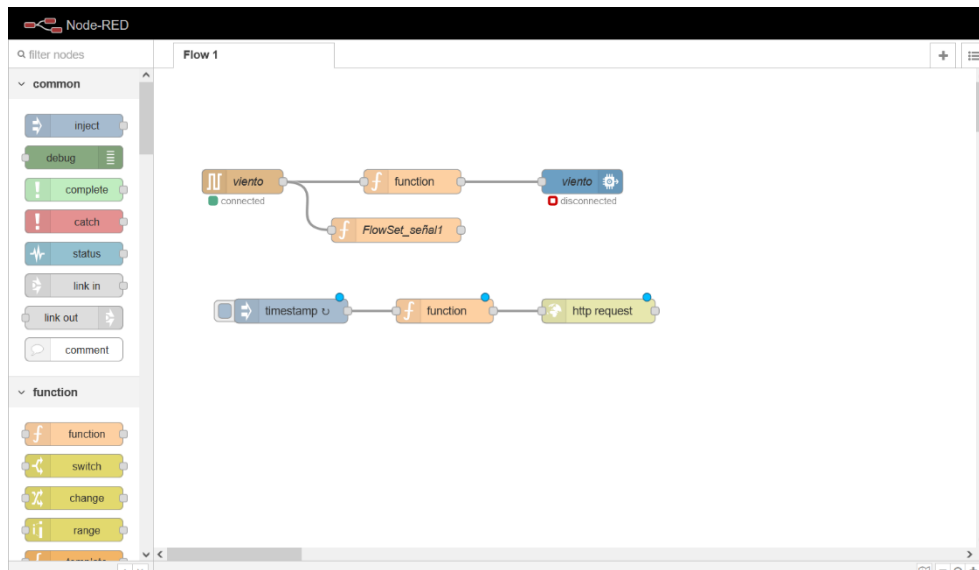 Node-RED
filter nodes
Flow 1
common
inject
debug
complete
catch
status
link in
link out
comment
function
function
switch
change
range
viento
connected
function
viento
disconnected
FlowSet_señal1
timestamp ↻
function
http request